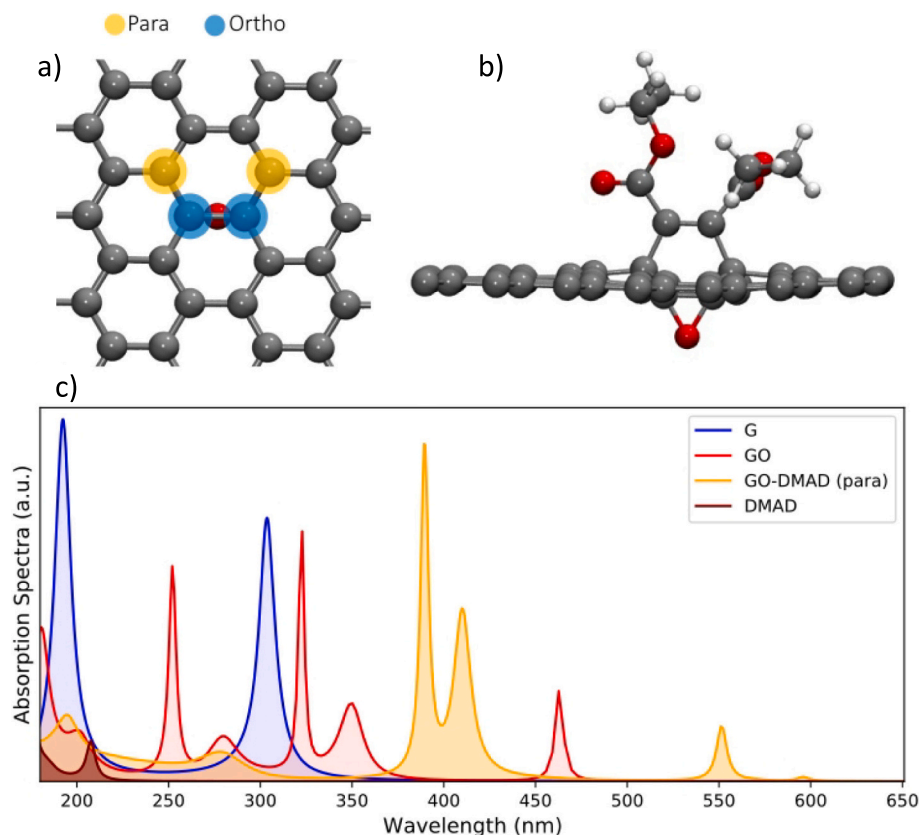 Para Ortho
a) b)
c)
Absorption Spectra (a.u.)
G
GO
GO-DMAD (para)
DMAD
200 250 300 350 400 450 500 550 600 650
Wavelength (nm)